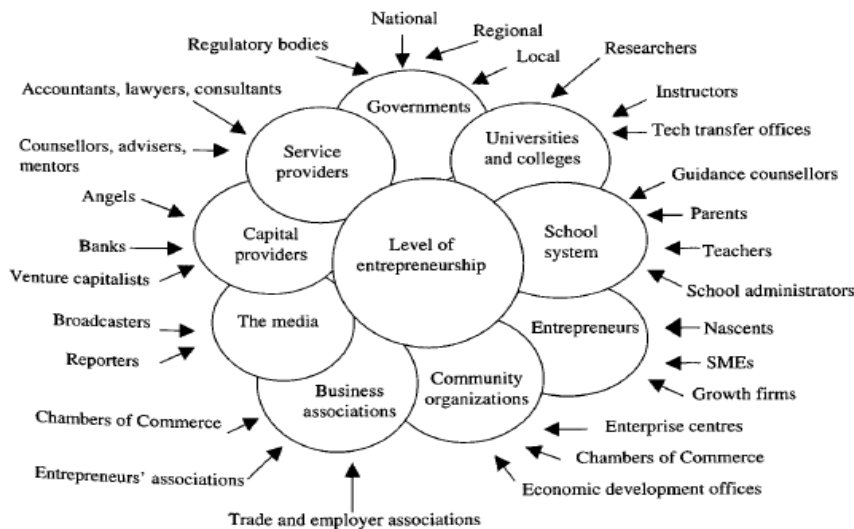 National
Regional
Regulatory bodies
Local
Researchers
Accountants, lawyers, consultants
Governments
Instructors
Universities
and colleges
Tech transfer offices
Counsellors, advisers,
mentors
Service
providers
Guidance counsellors
Angels
Parents
Capital
providers
Level of
entrepreneurship
School
system
Banks
Teachers
Venture capitalists
School administrators
Broadcasters
The media
Entrepreneurs
Nascents
Reporters
SMEs
Business
associations
Community
organizations
Growth firms
Chambers of Commerce
Enterprise centres
Chambers of Commerce
Entrepreneurs' associations
Economic development offices
Trade and employer associations